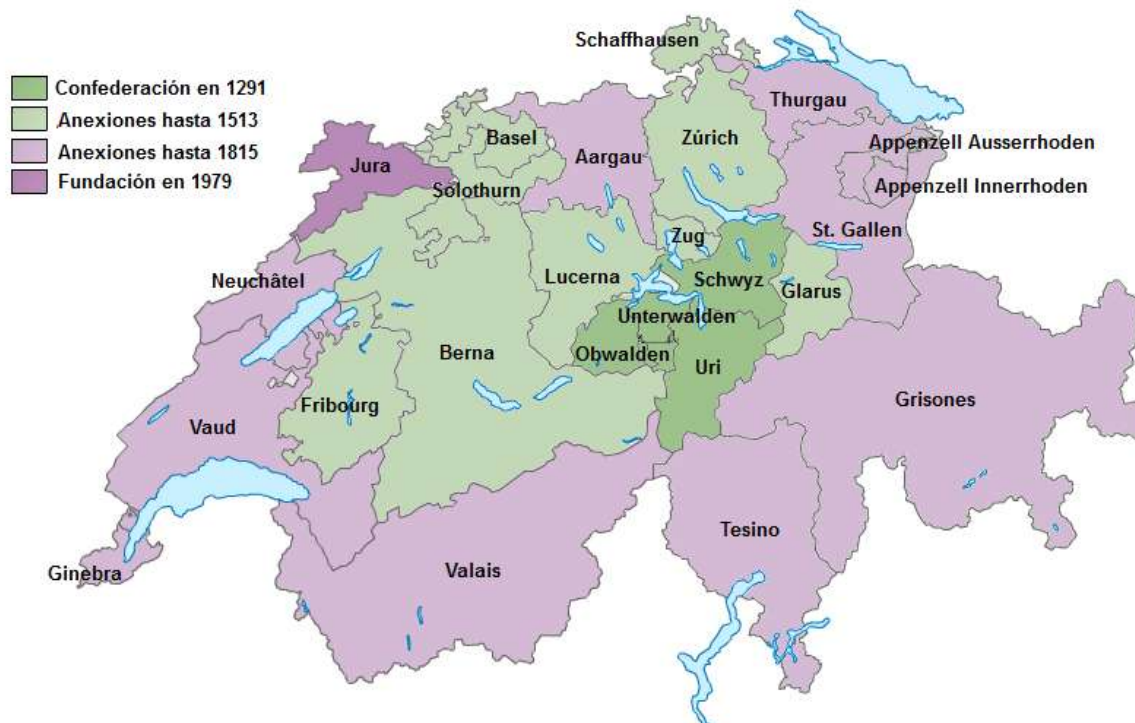 Confederación en 1291
Anexiones hasta 1513
Anexiones hasta 1815
Fundación en 1979
Schaffhausen
Thurgau
Basel
Zúrich
Appenzell Ausserrhoden
Jura
Aargau
Solothurn
Appenzell Innerrhoden
St. Gallen
Zug
Neuchâtel
Lucerna
Schwyz
Glarus
Unterwalden
Berna
Obwalden
Uri
Fribourg
Grisones
Vaud
Tesino
Ginebra
Valais